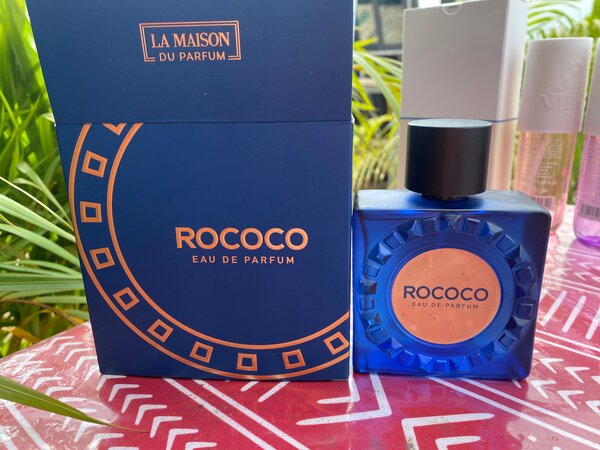 LA MAISON
DU PARFUM
ROCOCO
EAU DE PARFUM
ROCOCO
EAU DE PARFUM